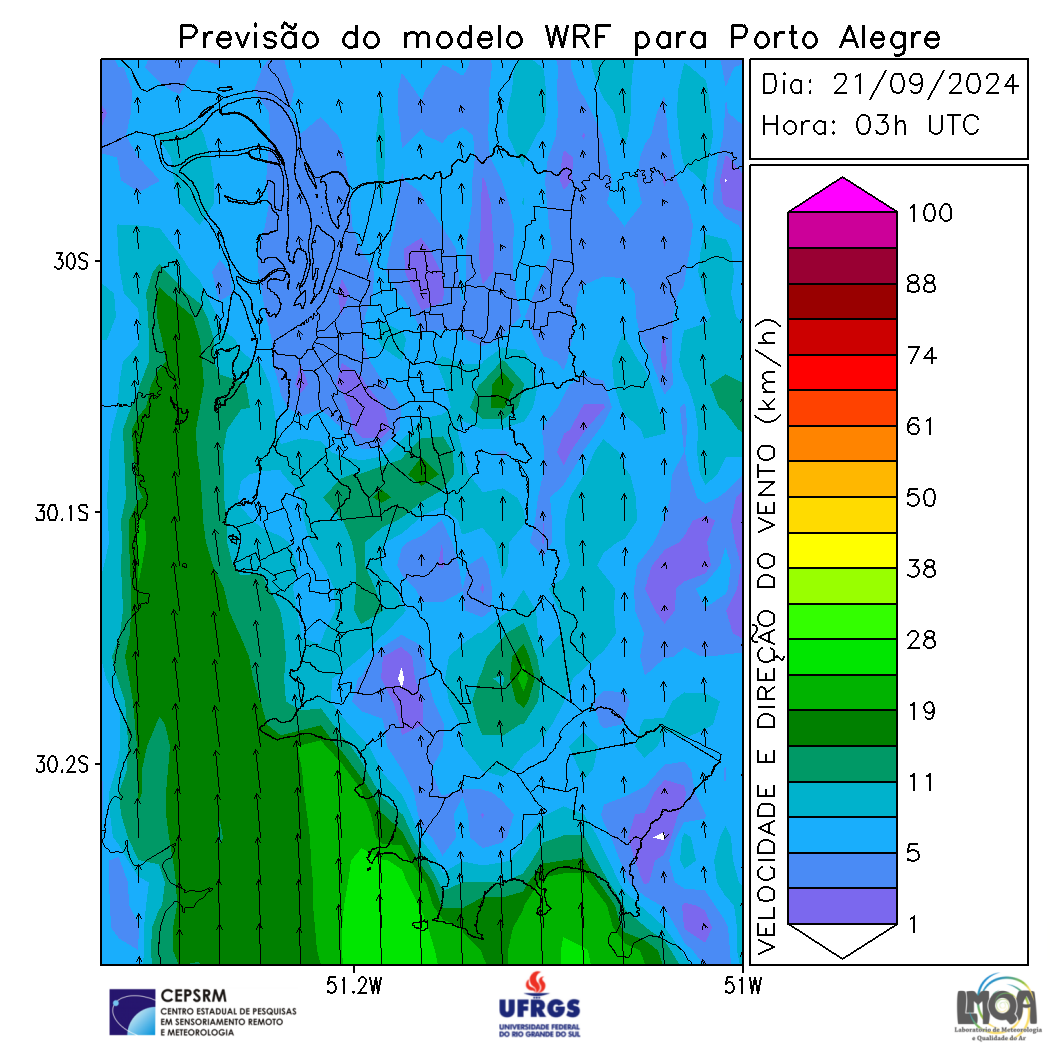 Previsão do modelo WRF para Porto Alegre
Dia: 21/09/2024
Hora: 03h UTC
30S
30.1S
30.2S
51.2W
51W
VELOCIDADE E DIREÇÃO DO VENTO (km/h)
100
88
74
61
50
38
28
19
11
5
1
CEPSRM
CENTRO ESTADUAL DE PESQUISAS
EM SENSORIAMENTO REMOTO
E METEOROLOGIA
UFRGS
UNIVERSIDADE FEDERAL
DO RIO GRANDE DO SUL
LMQA
Laboratório de Meteorologia
e Qualidade do Ar